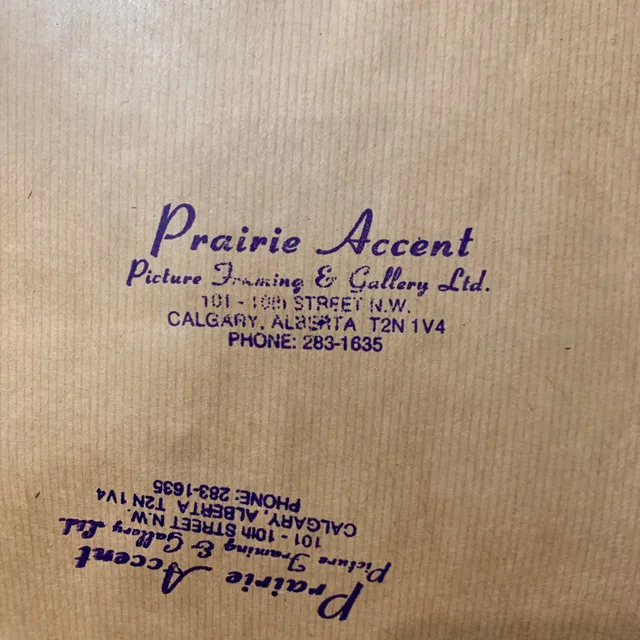 Prairie Accent
Picture Framing & Gallery Ltd.
101 - 10th STREET N.W.
CALGARY, ALBERTA T2N 1V4
PHONE: 283-1635
Prairie Accent
Picture Framing & Gallery Ltd.
101 - 10th STREET N.W.
CALGARY, ALBERTA T2N 1V4
PHONE: 283-1635